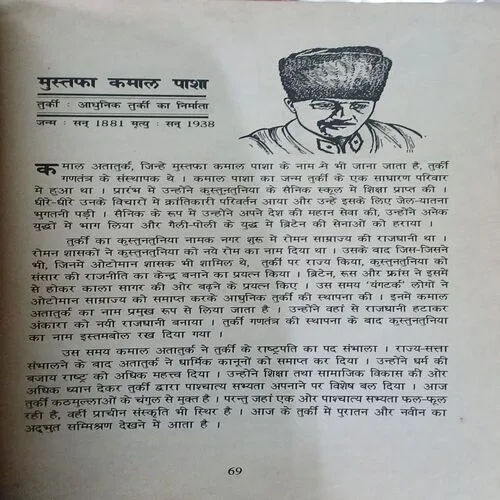 मुस्तफा कमाल पाशा
तुर्की : आधुनिक तुर्की का निर्माता
जन्म : सन् 1881 मृत्यु : सन् 1938
कमाल अतातुर्क, जिन्हें मुस्तफा कमाल पाशा के नाम से भी जाना जाता है, तुर्की
गणतंत्र के संस्थापक थे । कमाल पाशा का जन्म तुर्की के एक साधारण परिवार
में हुआ था । प्रारंभ में उन्होंने कुस्तुनतुनिया के सैनिक स्कूल में शिक्षा प्राप्त की ।
धीरे-धीरे उनके विचारों में क्रांतिकारी परिवर्तन आया और उन्हें इसके लिए जेल-यातना
भुगतनी पड़ी । सैनिक के रूप में उन्होंने अपने देश की महान सेवा की, उन्होंने अनेक
युद्धों में भाग लिया और गैली-पोली के युद्ध में ब्रिटेन की सेनाओं को हराया ।
तुर्की का कुस्तुनतुनिया नामक नगर शुरू में रोमन साम्राज्य की राजधानी था ।
रोमन शासकों ने कुस्तुनतुनिया को नये रोम का नाम दिया था । उसके बाद जिस-जिसने
भी, जिनमें ओटोमान शासक भी शामिल थे, तुर्की पर राज्य किया, कुस्तुनतुनिया को
संसार की राजनीति का केन्द्र बनाने का प्रयत्न किया । ब्रिटेन, रूस और फ्रांस ने इसमें
से होकर काला सागर की ओर बढ़ने के प्रयत्न किए । उस समय 'यंगटर्क' लोगों ने
ओटोमान साम्राज्य को समाप्त करके आधुनिक तुर्की की स्थापना की । इनमें कमाल
अतातुर्क का नाम प्रमुख रूप से लिया जाता है । उन्होंने वहां से राजधानी हटाकर
अंकारा को नयी राजधानी बनाया । तुर्की गणतंत्र की स्थापना के बाद कुस्तुनतुनिया
का नाम इस्तमबोल रख दिया गया ।
उस समय कमाल अतातुर्क ने तुर्की के राष्ट्रपति का पद संभाला । राज्य-सत्ता
संभालने के बाद अतातुर्क ने धार्मिक कानूनों को समाप्त कर दिया । उन्होंने धर्म की
बजाय राष्ट्र को अधिक महत्त्व दिया । उन्होंने शिक्षा तथा सामाजिक विकास की ओर
अधिक ध्यान देकर तुर्की द्वारा पाश्चात्य सभ्यता अपनाने पर विशेष बल दिया । आज
तुर्की कठमुल्लाओं के चंगुल से मुक्त है । परन्तु जहां एक ओर पाश्चात्य सभ्यता फल-फूल
रही है, वहीं प्राचीन संस्कृति भी स्थिर है । आज के तुर्की में पुरातन और नवीन का
अद्भुत सम्मिश्रण देखने में आता है ।
69